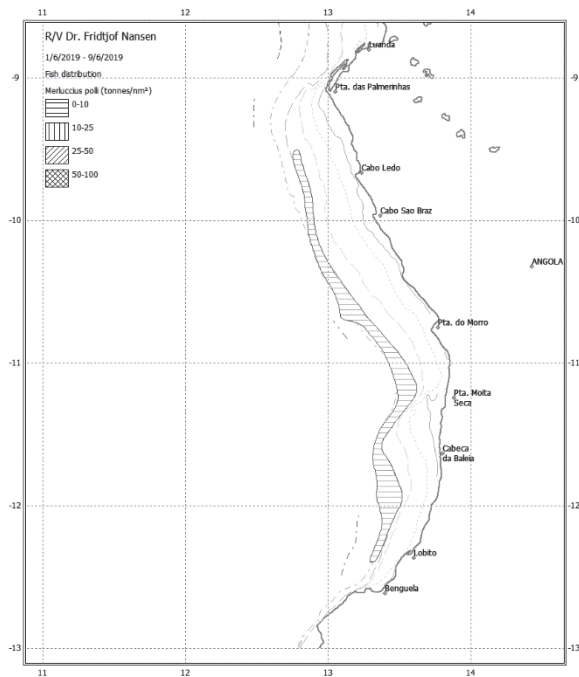 11 12 13 14
R/V Dr. Fridtjof Nansen
1/6/2019 - 9/6/2019
Fish distribution
Merluccius polli (tonnes/nm²)
0-10
10-25
25-50
50-100
Luanda
-9 -9
Pta. das Palmerinhas
Cabo Ledo
Cabo Sao Braz
-10 -10
ANGOLA
Pta. do Morro
-11 -11
Pta. Moita
Seca
Cabeca
da Baleia
-12 -12
Lobito
Benguela
-13 -13
11 12 13 14